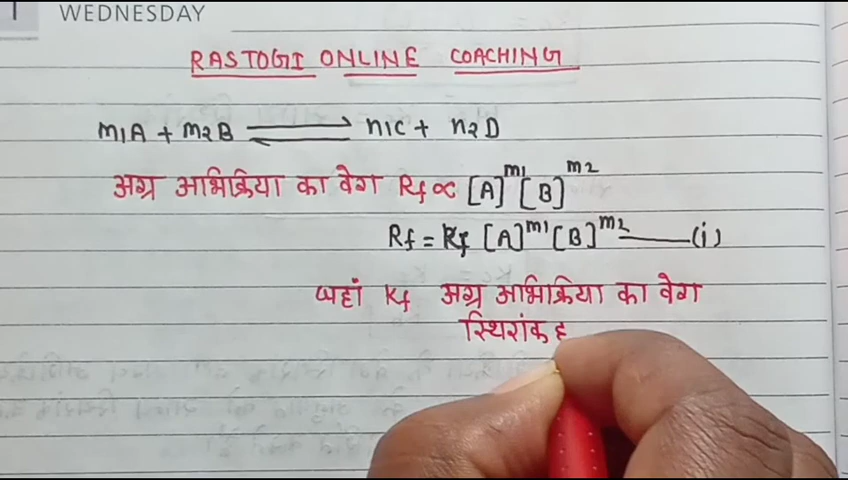 1 WEDNESDAY
RASTOGI ONLINE COACHING
m1A + m2B ⇌ n1C + n2D
अग्र अभिक्रिया का वेग Rf ∝ [A]^m1 [B]^m2
Rf = Kf [A]^m1 [B]^m2 ——(i)
जहां Kf अग्र अभिक्रिया का वेग
स्थिरांक ह